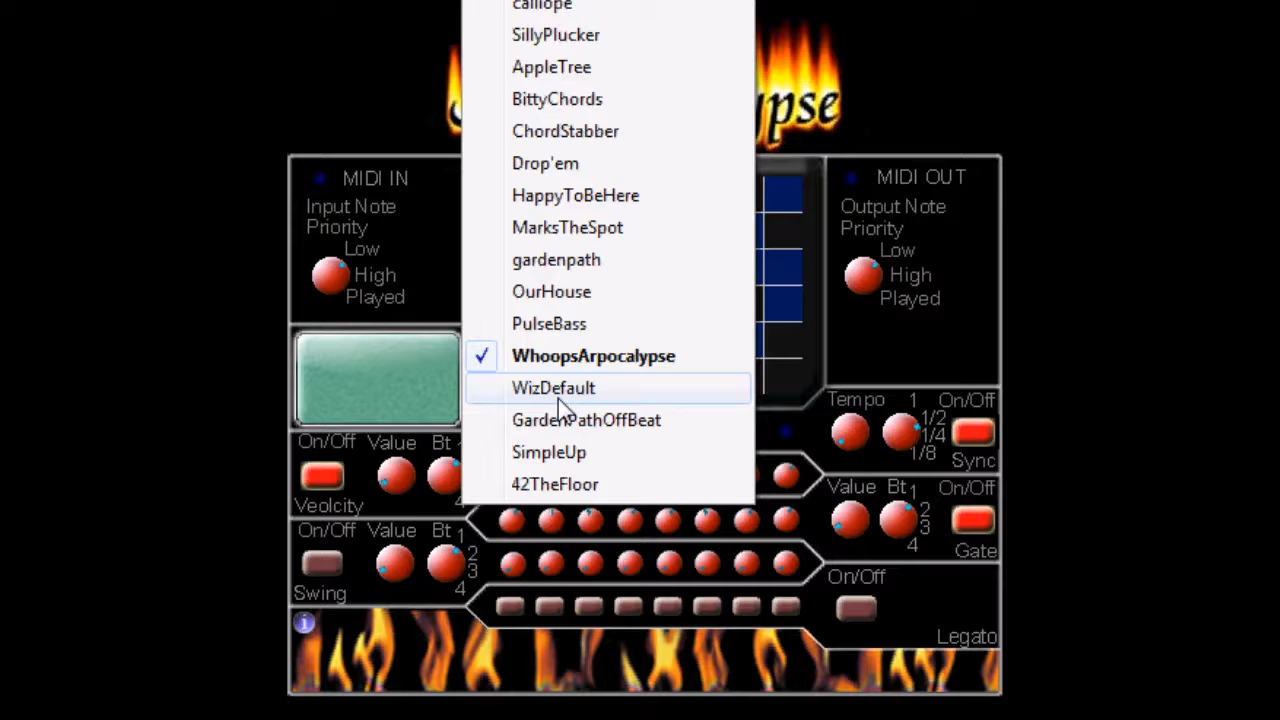 calliope
SillyPlucker
AppleTree
BittyChords
ChordStabber
Drop'em
HappyToBeHere
MarksTheSpot
gardenpath
OurHouse
PulseBass
WhoopsArpocalypse
WizDefault
GardenPathOffBeat
SimpleUp
42TheFloor
MIDI IN
Input Note
Priority
Low
High
Played
On/Off Value Bt 1
4
Veolcity
On/Off Value Bt 1
2
3
4
Swing
ypse
MIDI OUT
Output Note
Priority
Low
High
Played
Tempo 1 On/Off
1/2
1/4
1/8
Sync
Value Bt 1 On/Off
2
3
4
Gate
On/Off
Legato